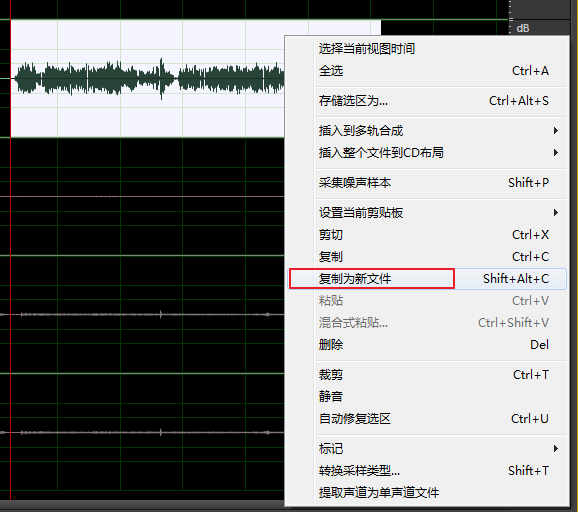 dB
选择当前视图时间
全选 Ctrl+A
存储选区为... Ctrl+Alt+S
插入到多轨合成
插入整个文件到CD布局
采集噪声样本 Shift+P
设置当前剪贴板
剪切 Ctrl+X
复制 Ctrl+C
复制为新文件 Shift+Alt+C
粘贴 Ctrl+V
混合式粘贴... Ctrl+Shift+V
删除 Del
裁剪 Ctrl+T
静音
自动修复选区 Ctrl+U
标记
转换采样类型... Shift+T
提取声道为单声道文件